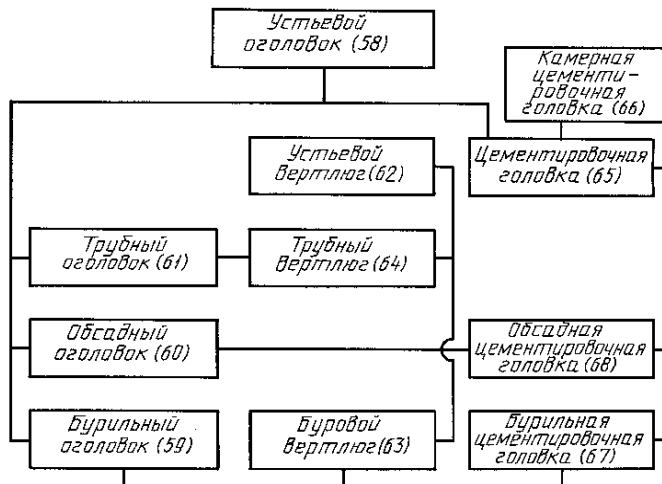 Устьевой
оголовок (58)
Камерная
цементи-
ровочная
головка (66)
Устьевой
вертлюг(62)
Цементировочная
головка (65)
Трубный
оголовок (61)
Трубный
вертлюг(64)
Обсадный
оголовок (60)
Обсадная
цементировочная
головка (68)
Бурильный
оголовок (59)
Буровой
вертлюг(63)
Бурильная
цементировочная
головка (67)